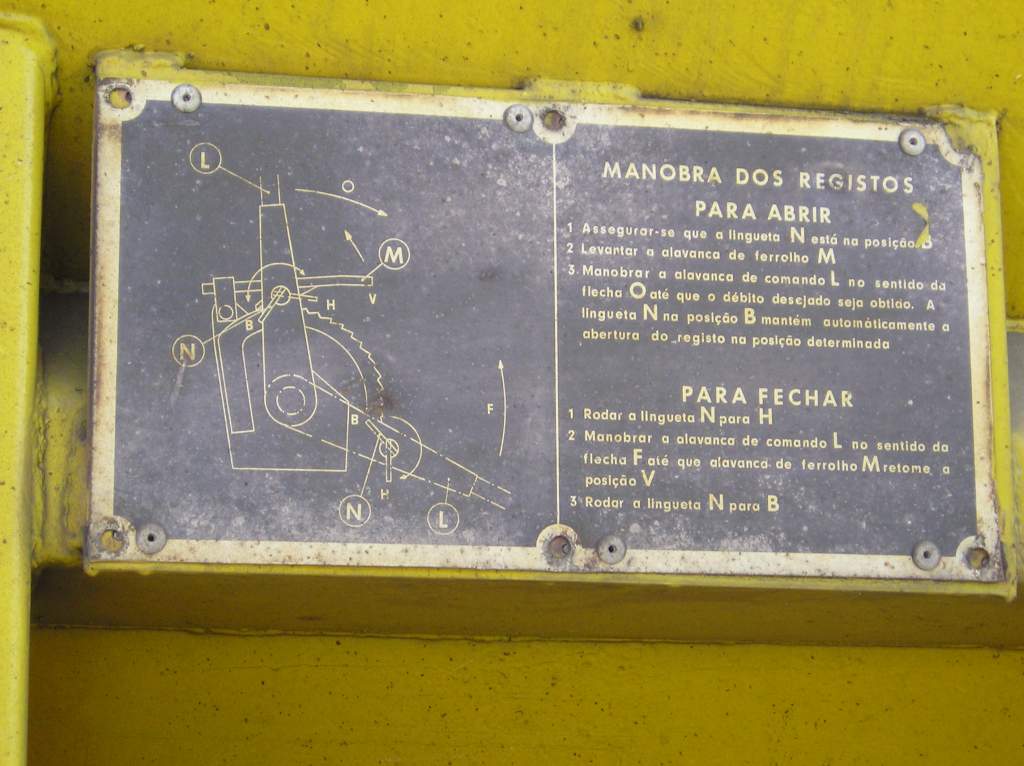 L
O
M
V
H
B
N
F
B
H
N
L
MANOBRA DOS REGISTOS
PARA ABRIR
1 Assegurar-se que a lingueta N está na posição B
2 Levantar a alavanca de ferrolho M
3. Manobrar a alavanca de comando L no sentido da
flecha O até que o débito desejado seja obtido. A
lingueta N na posição B mantém automáticamente a
abertura do registo na posição determinada
PARA FECHAR
1 Rodar a lingueta N para H
2 Manobrar a alavanca de comando L no sentido da
flecha F até que alavanca de ferrolho M retome a
posição V
3 Rodar a lingueta N para B